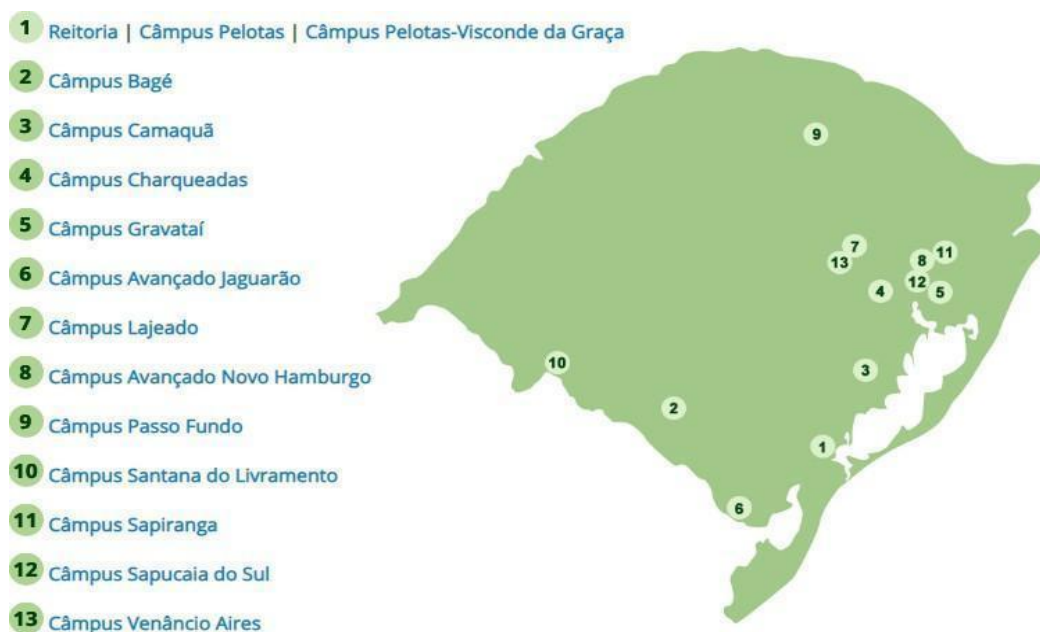 1 Reitoria | Câmpus Pelotas | Câmpus Pelotas-Visconde da Graça
2 Câmpus Bagé
3 Câmpus Camaquã
4 Câmpus Charqueadas
5 Câmpus Gravataí
6 Câmpus Avançado Jaguarão
7 Câmpus Lajeado
8 Câmpus Avançado Novo Hamburgo
9 Câmpus Passo Fundo
10 Câmpus Santana do Livramento
11 Câmpus Sapiranga
12 Câmpus Sapucaia do Sul
13 Câmpus Venâncio Aires
9
7
11
8
13
12
4
5
10
3
2
1
6